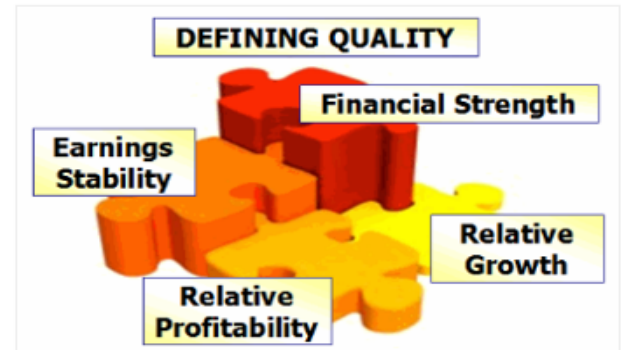 DEFINING QUALITY
Financial Strength
Earnings
Stability
Relative
Growth
Relative
Profitability